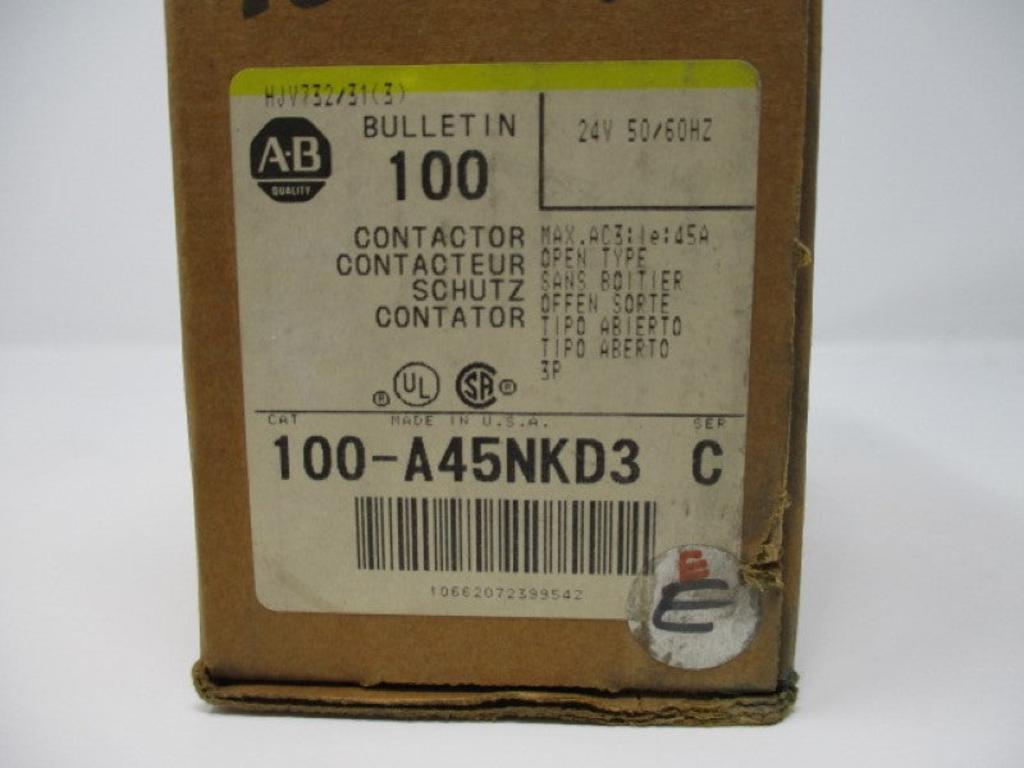 HJV732/31(3)
A·B
QUALITY
BULLETIN
100
24V 50/60HZ
CONTACTOR
CONTACTEUR
SCHUTZ
CONTATOR
MAX.AC3:Ie:45A
OPEN TYPE
SANS BOITIER
OFFEN SORTE
TIPO ABIERTO
TIPO ABERTO
3P
® UL SA ®
CAT MADE IN U.S.A. SER
100-A45NKD3 C
10662072399542
E
E